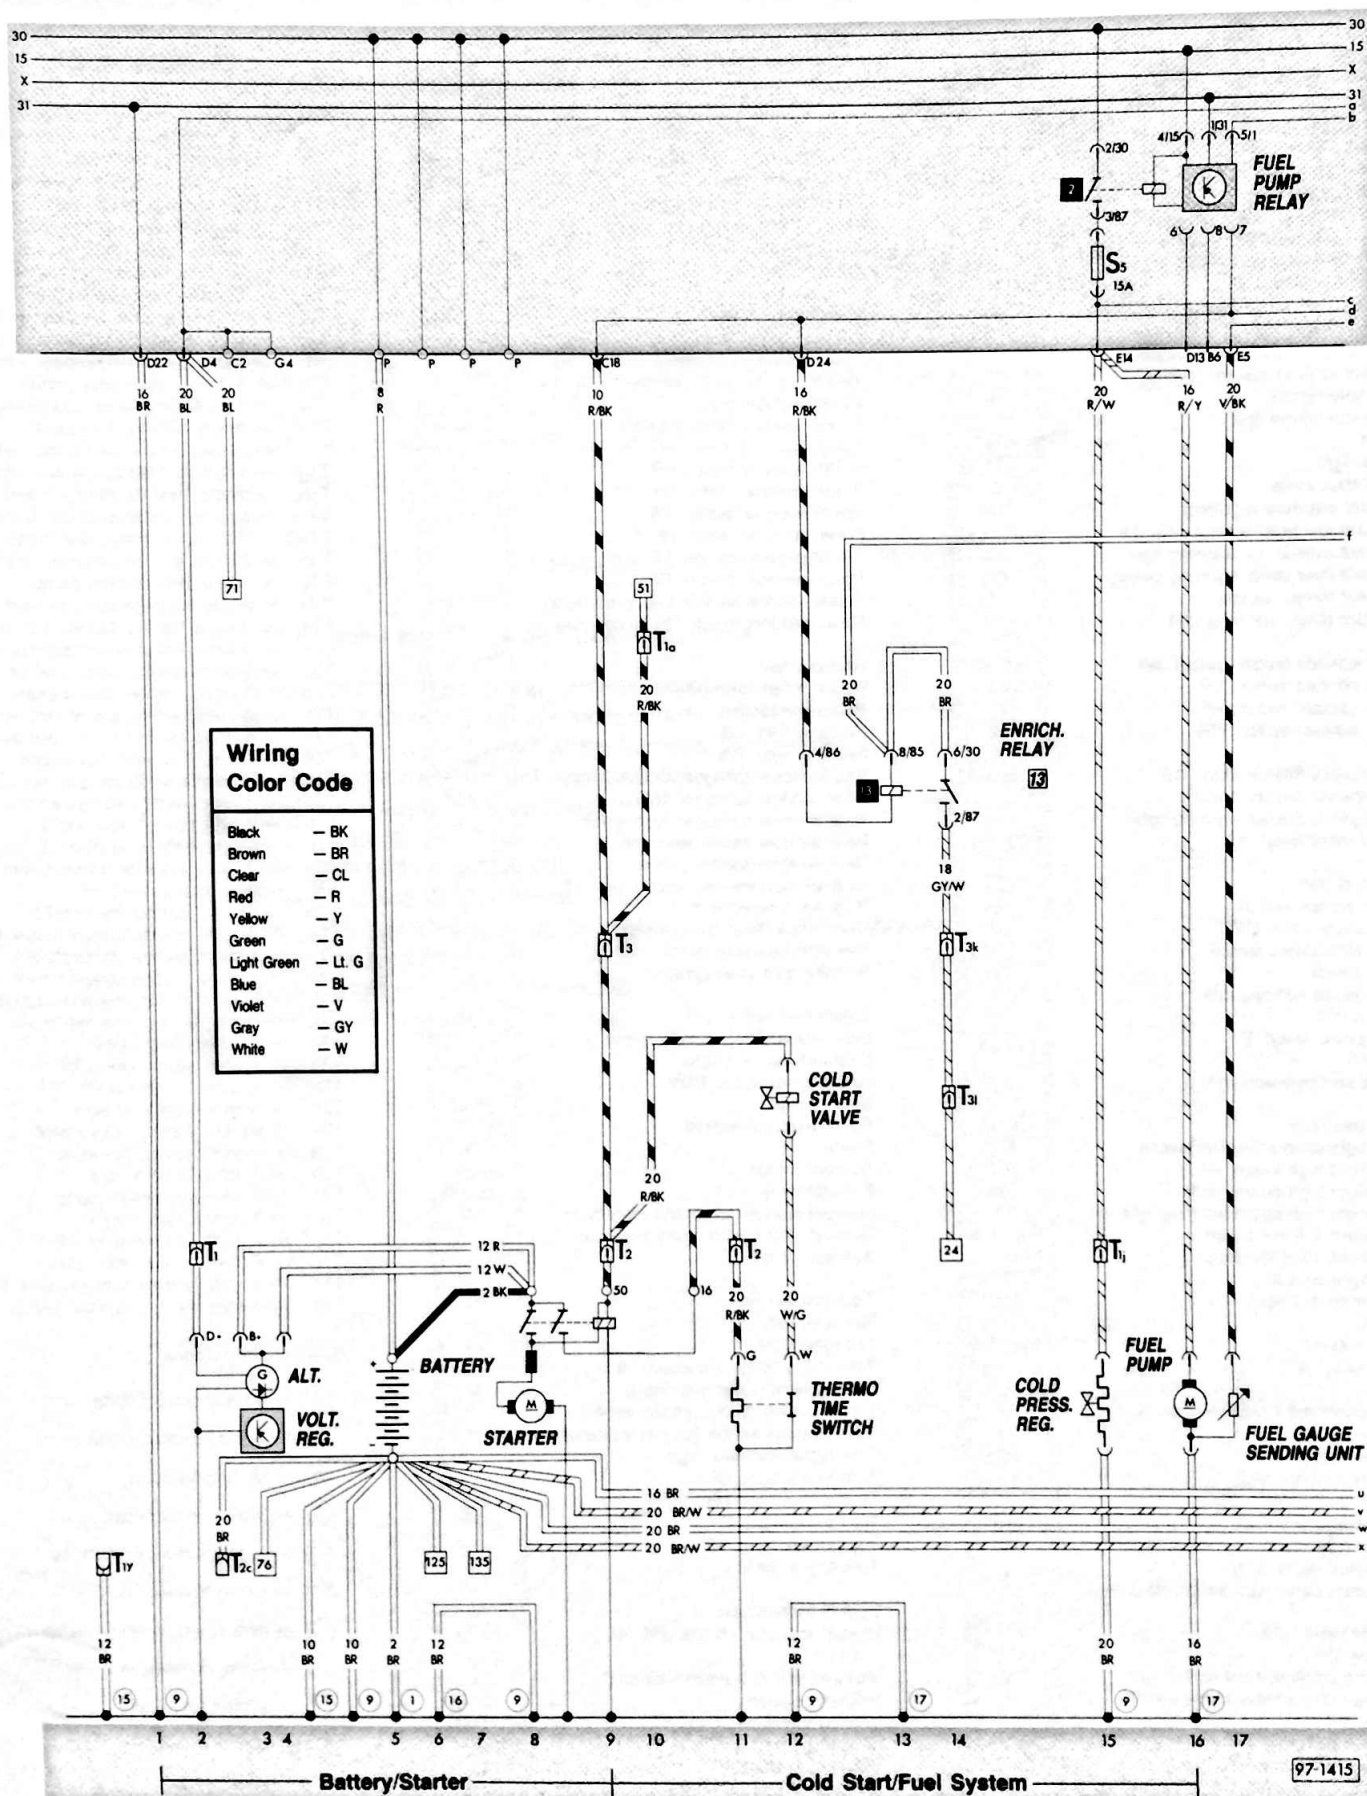 30
30
15
15
X
X
31
31
a
b
4/15
1/31
5/1
2/30
FUEL
PUMP
RELAY
2
3/87
6
8
7
S5
15A
c
d
e
D22
D4
C2
G4
P
P
P
P
C18
D24
E14
D13
B6
E5
16
BR
20
BL
20
BL
8
R
10
R/BK
16
R/BK
20
R/W
16
R/Y
20
V/BK
f
71
51
T1a
20
R/BK
20
BR
20
BR
ENRICH.
RELAY
13
4/86
8/85
6/30
13
2/87
Wiring
Color Code
Black – BK
Brown – BR
Clear – CL
Red – R
Yellow – Y
Green – G
Light Green – Lt. G
Blue – BL
Violet – V
Gray – GY
White – W
18
GY/W
T3
T3k
COLD
START
VALVE
T3l
20
R/BK
T1
12 R
12 W
2 BK
T2
T2
24
T1j
50
16
20
R/BK
20
W/G
D+
B+
G
W
+
BATTERY
G
ALT.
VOLT.
REG.
M
STARTER
-
THERMO
TIME
SWITCH
FUEL
PUMP
COLD
PRESS.
REG.
M
FUEL GAUGE
SENDING UNIT
16 BR
u
20 BR/W
v
20 BR
w
20 BR/W
x
20
BR
T1y
T2c
76
125
135
12
BR
10
BR
10
BR
2
BR
12
BR
12
BR
20
BR
16
BR
15
9
15
9
1
16
9
9
17
9
17
1
2
3
4
5
6
7
8
9
10
11
12
13
14
15
16
17
Battery/Starter
Cold Start/Fuel System
97-1415